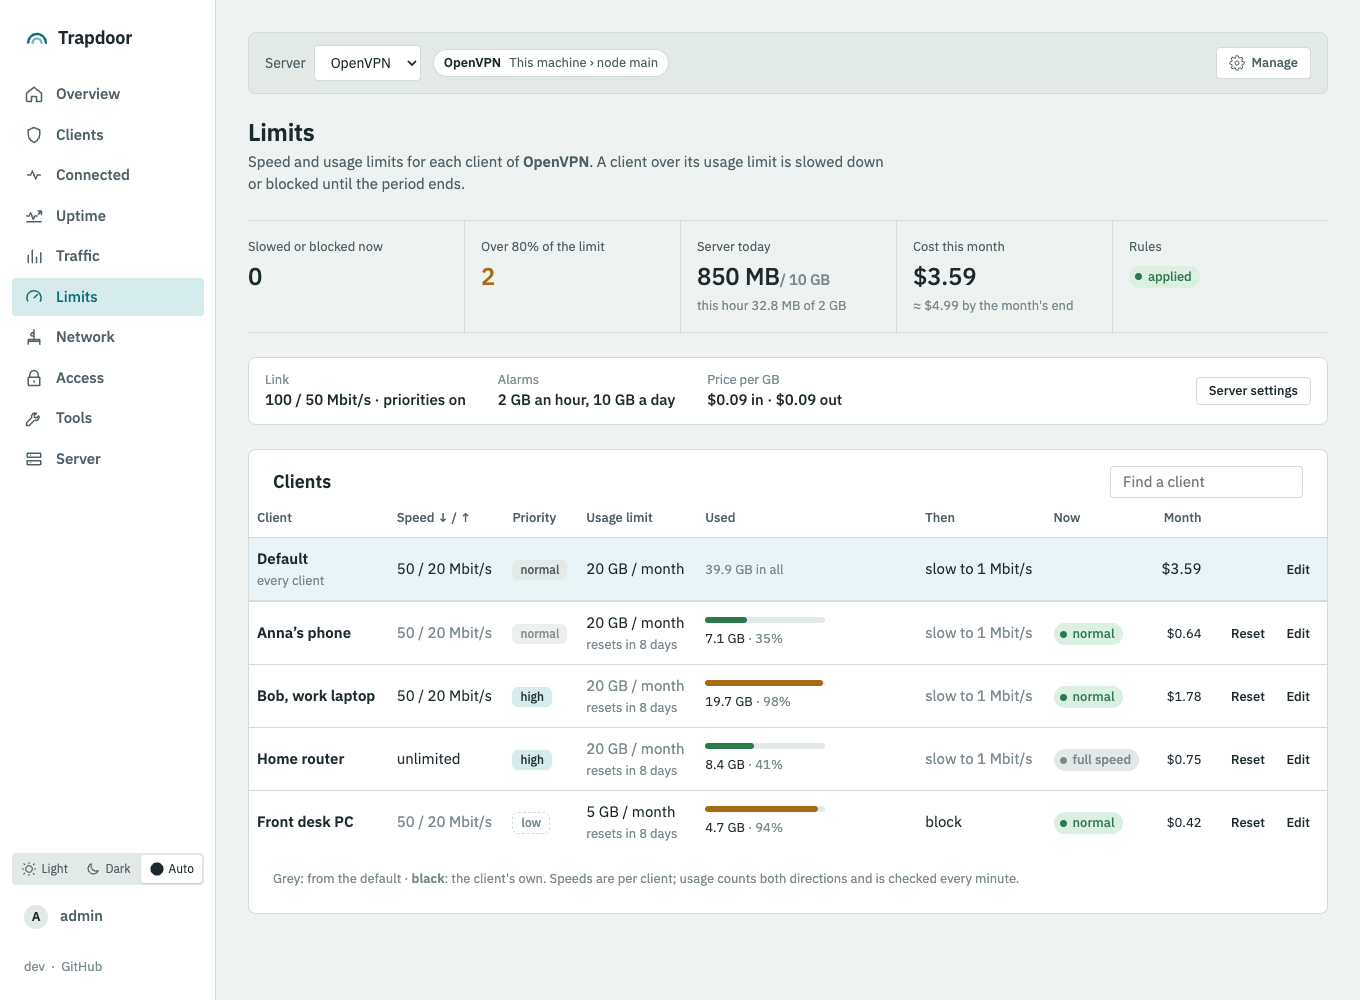 Trapdoor
Overview
Clients
Connected
Uptime
Traffic
Limits
Network
Access
Tools
Server
Light Dark Auto
A admin
dev · GitHub
Server OpenVPN OpenVPN This machine › node main Manage
Limits
Speed and usage limits for each client of OpenVPN. A client over its usage limit is slowed down
or blocked until the period ends.
Slowed or blocked now
0
Over 80% of the limit
2
Server today
850 MB/ 10 GB
this hour 32.8 MB of 2 GB
Cost this month
$3.59
≈ $4.99 by the month's end
Rules
applied
Link
100 / 50 Mbit/s · priorities on
Alarms
2 GB an hour, 10 GB a day
Price per GB
$0.09 in · $0.09 out
Server settings
Clients
Find a client
Client Speed ↓ / ↑ Priority Usage limit Used Then Now Month
Default
every client
50 / 20 Mbit/s normal 20 GB / month 39.9 GB in all slow to 1 Mbit/s $3.59 Edit
Anna’s phone 50 / 20 Mbit/s normal 20 GB / month
resets in 8 days
7.1 GB · 35%
slow to 1 Mbit/s normal $0.64 Reset Edit
Bob, work laptop 50 / 20 Mbit/s high 20 GB / month
resets in 8 days
19.7 GB · 98%
slow to 1 Mbit/s normal $1.78 Reset Edit
Home router unlimited high 20 GB / month
resets in 8 days
8.4 GB · 41%
slow to 1 Mbit/s full speed $0.75 Reset Edit
Front desk PC 50 / 20 Mbit/s low 5 GB / month
resets in 8 days
4.7 GB · 94%
block normal $0.42 Reset Edit
Grey: from the default · black: the client's own. Speeds are per client; usage counts both directions and is checked every minute.